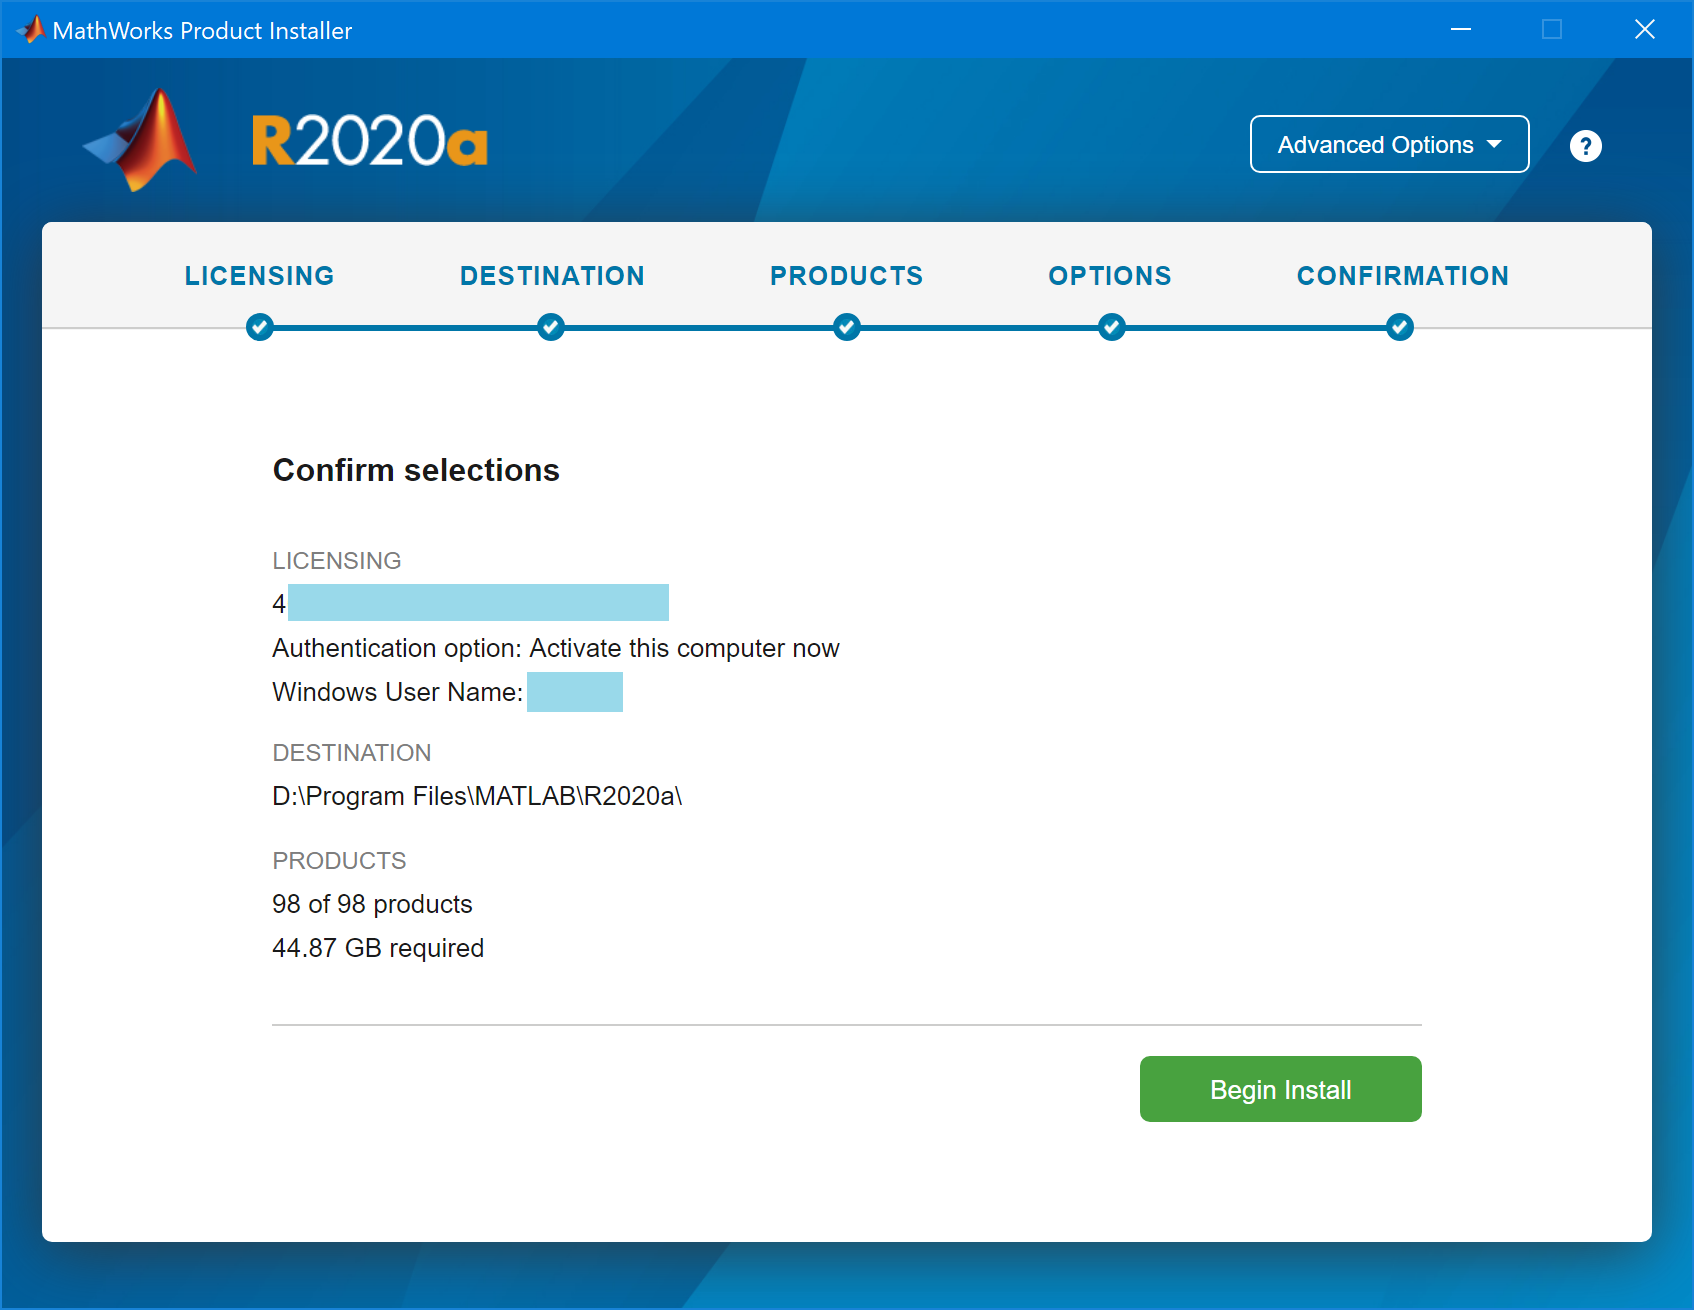 MathWorks Product Installer
R2020a
Advanced Options
?
LICENSING DESTINATION PRODUCTS OPTIONS CONFIRMATION
Confirm selections
LICENSING
4
Authentication option: Activate this computer now
Windows User Name:
DESTINATION
D:\Program Files\MATLAB\R2020a\
PRODUCTS
98 of 98 products
44.87 GB required
Begin Install